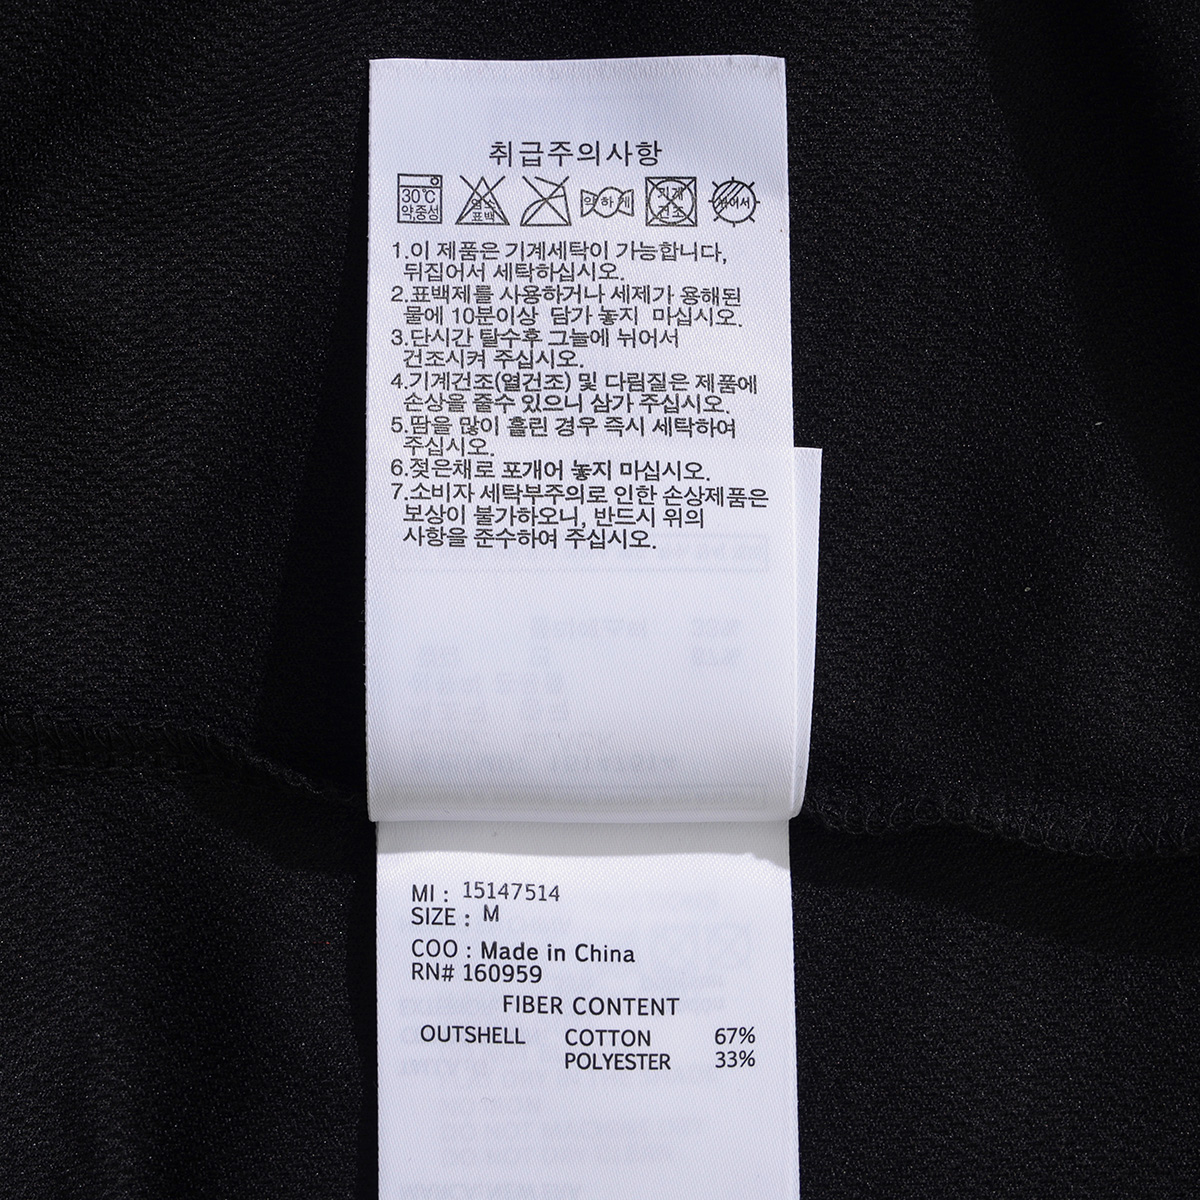 취급주의사항
30℃
약,중성
염소
표백
약하게
기계
건조
뉘어서
1.이 제품은 기계세탁이 가능합니다,
뒤집어서 세탁하십시오.
2.표백제를 사용하거나 세제가 용해된
물에 10분이상 담가 놓지 마십시오.
3.단시간 탈수후 그늘에 뉘어서
건조시켜 주십시오.
4.기계건조(열건조) 및 다림질은 제품에
손상을 줄수 있으니 삼가 주십시오.
5.땀을 많이 흘린 경우 즉시 세탁하여
주십시오.
6.젖은채로 포개어 놓지 마십시오.
7.소비자 세탁부주의로 인한 손상제품은
보상이 불가하오니, 반드시 위의
사항을 준수하여 주십시오.
MI : 15147514
SIZE : M
COO : Made in China
RN# 160959
FIBER CONTENT
OUTSHELL COTTON 67%
POLYESTER 33%